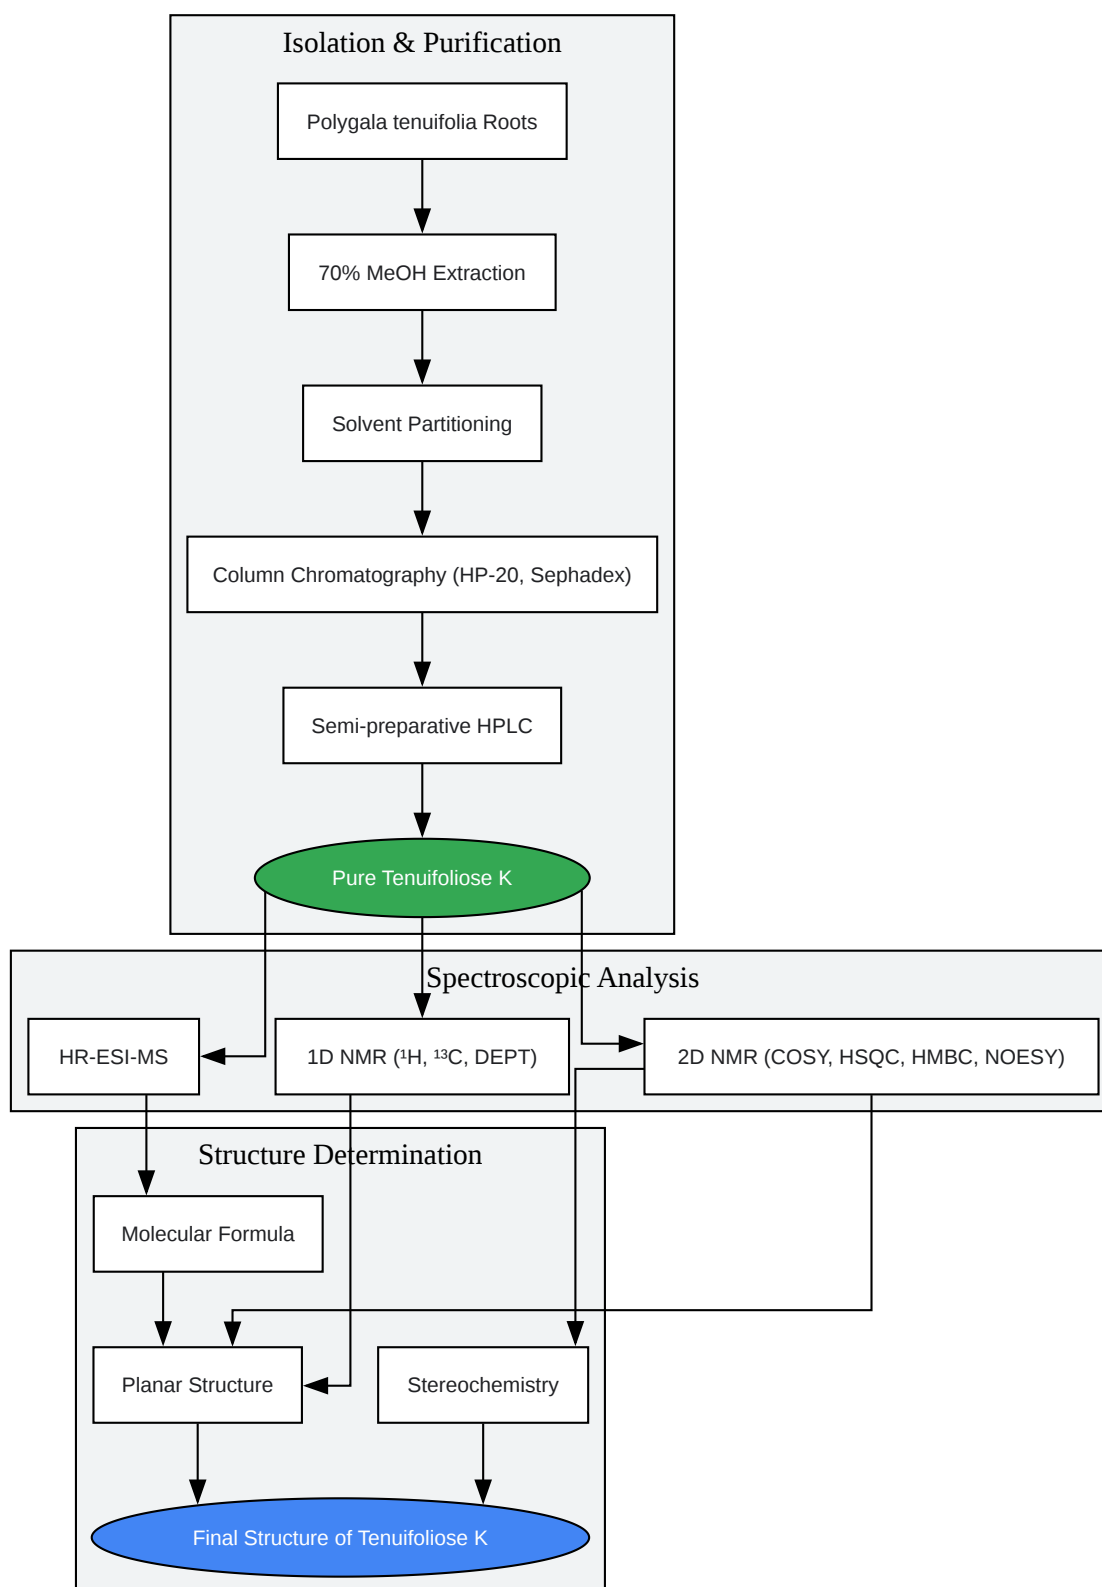 Isolation & Purification
Polygala tenuifolia Roots
70% MeOH Extraction
Solvent Partitioning
Column Chromatography (HP-20, Sephadex)
Semi-preparative HPLC
Pure Tenuifoliose K
Spectroscopic Analysis
HR-ESI-MS
1D NMR (¹H, ¹³C, DEPT)
2D NMR (COSY, HSQC, HMBC, NOESY)
Structure Determination
Molecular Formula
Planar Structure
Stereochemistry
Final Structure of Tenuifoliose K